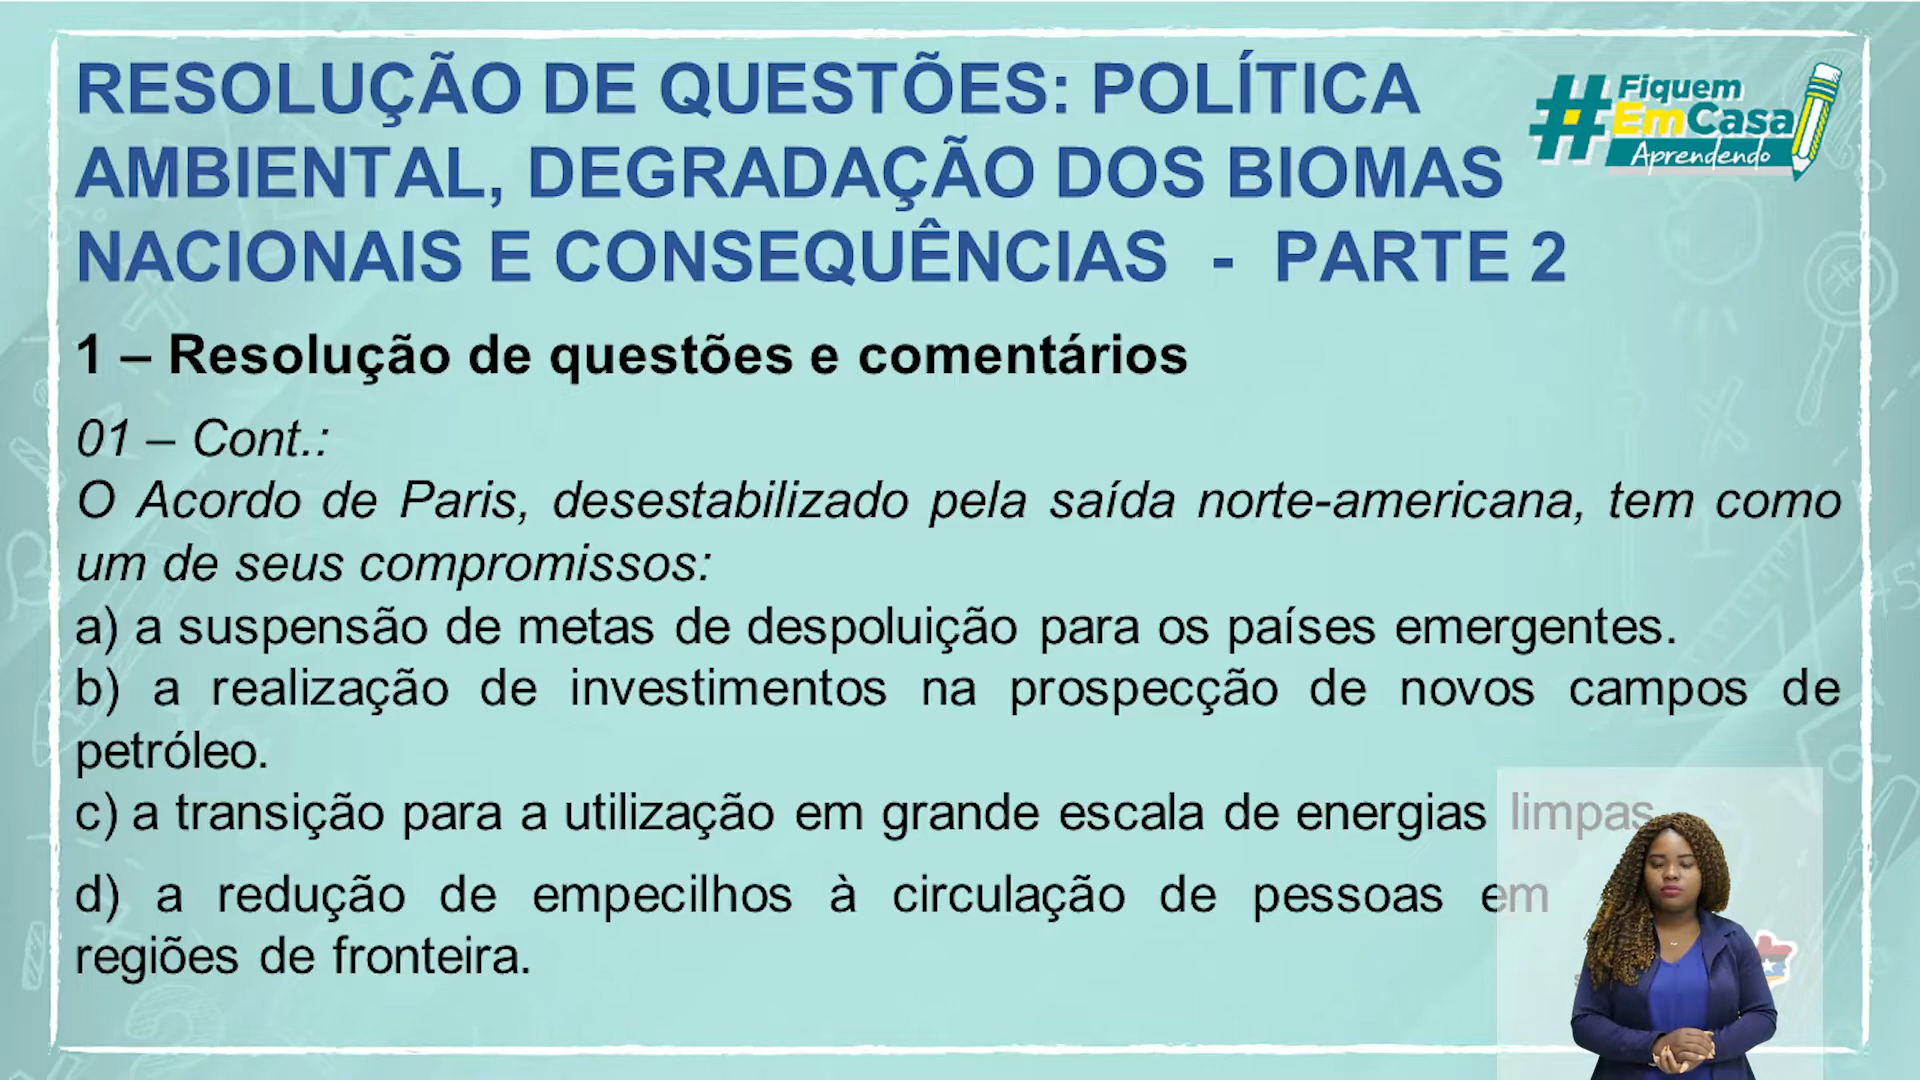 RESOLUÇÃO DE QUESTÕES: POLÍTICA
AMBIENTAL, DEGRADAÇÃO DOS BIOMAS
NACIONAIS E CONSEQUÊNCIAS - PARTE 2
#Fiquem
EmCasa
Aprendendo
1 – Resolução de questões e comentários
01 – Cont.:
O Acordo de Paris, desestabilizado pela saída norte-americana, tem como
um de seus compromissos:
a) a suspensão de metas de despoluição para os países emergentes.
b) a realização de investimentos na prospecção de novos campos de
petróleo.
c) a transição para a utilização em grande escala de energias limpas
d) a redução de empecilhos à circulação de pessoas em
regiões de fronteira.